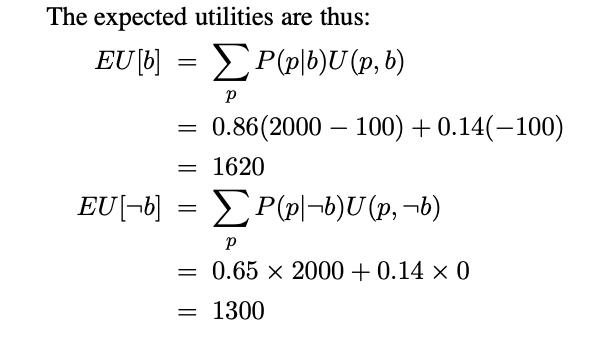 The expected utilities are thus:
EU[b] = ∑ P(p|b)U(p, b)
p
= 0.86(2000 − 100) + 0.14(−100)
= 1620
EU[¬b] = ∑ P(p|¬b)U(p, ¬b)
p
= 0.65 × 2000 + 0.14 × 0
= 1300